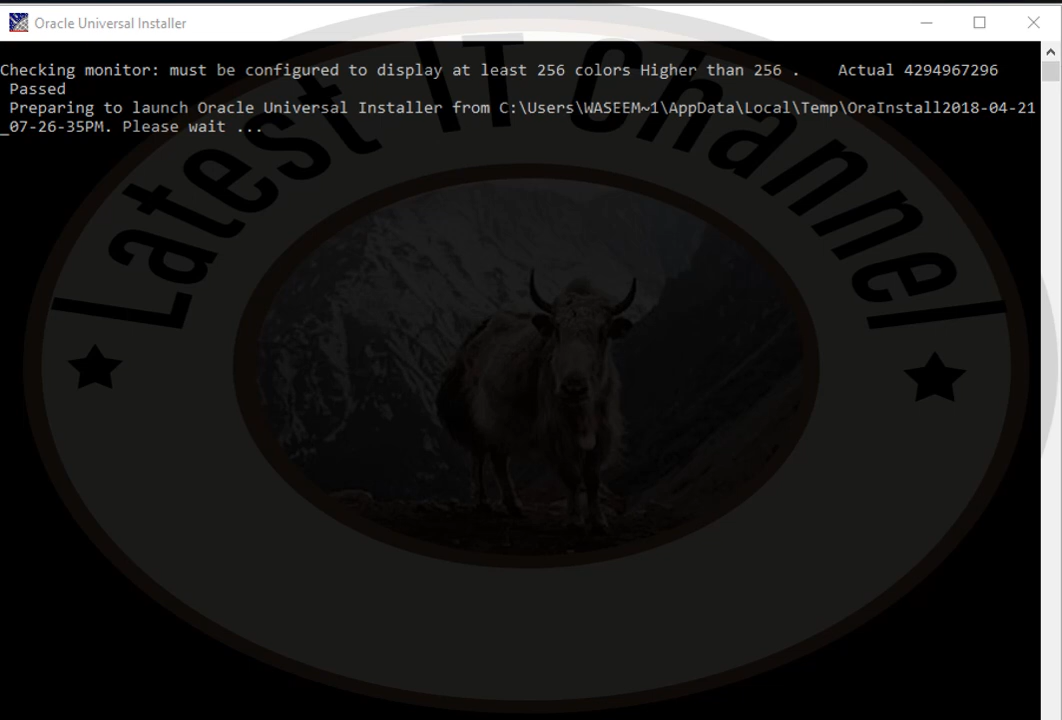 Oracle Universal Installer
Checking monitor: must be configured to display at least 256 colors Higher than 256 .    Actual 4294967296
Passed
Preparing to launch Oracle Universal Installer from C:\Users\WASEEM~1\AppData\Local\Temp\OraInstall2018-04-21
_07-26-35PM. Please wait ...
Latest IT Channel